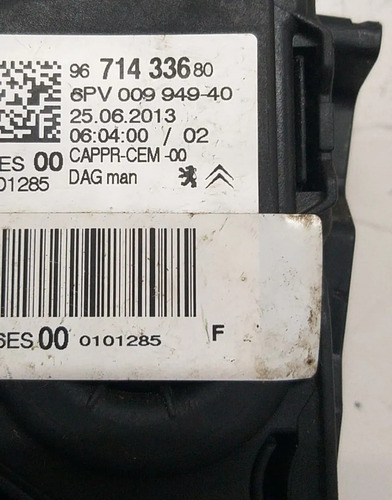 96 714 336 80
6PV 009 949-40
25.06.2013
06:04:00 / 02
ES 00 CAPPR-CEM -00
01285 DAG man
6ES 00 0101285 F